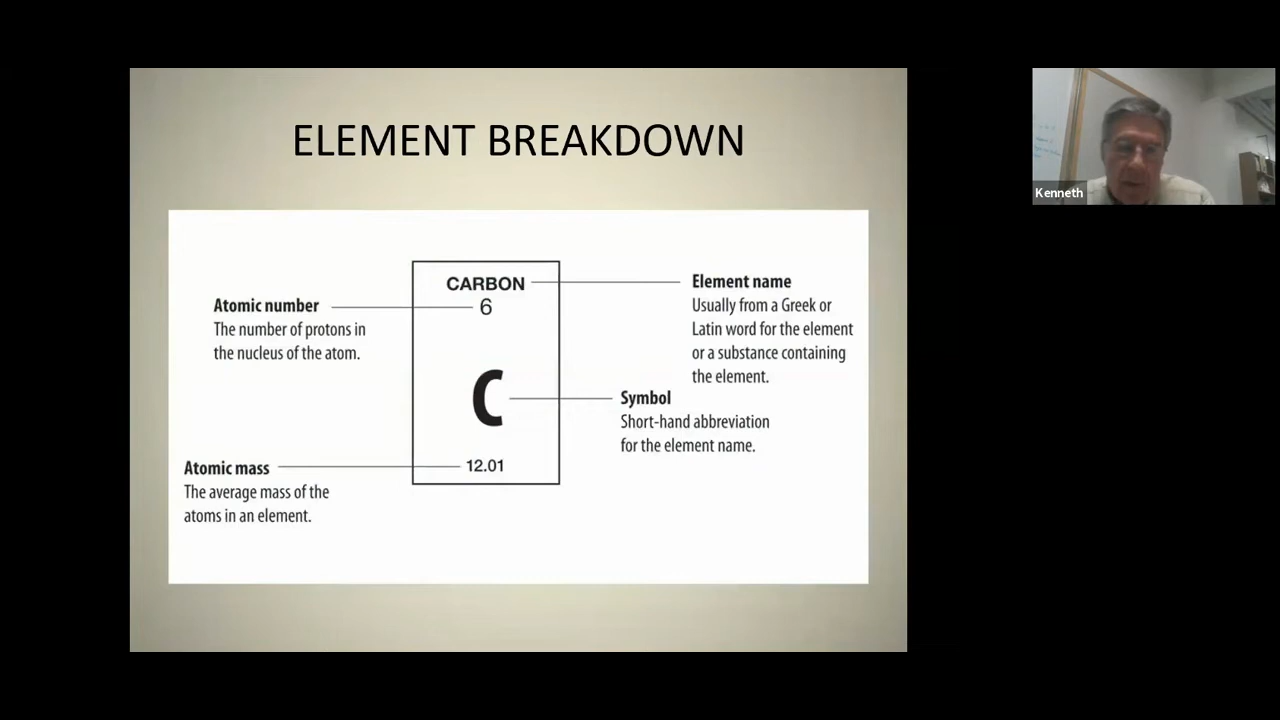 ELEMENT BREAKDOWN
Kenneth
CARBON
6
C
12.01
Atomic number
The number of protons in
the nucleus of the atom.
Atomic mass
The average mass of the
atoms in an element.
Element name
Usually from a Greek or
Latin word for the element
or a substance containing
the element.
Symbol
Short-hand abbreviation
for the element name.